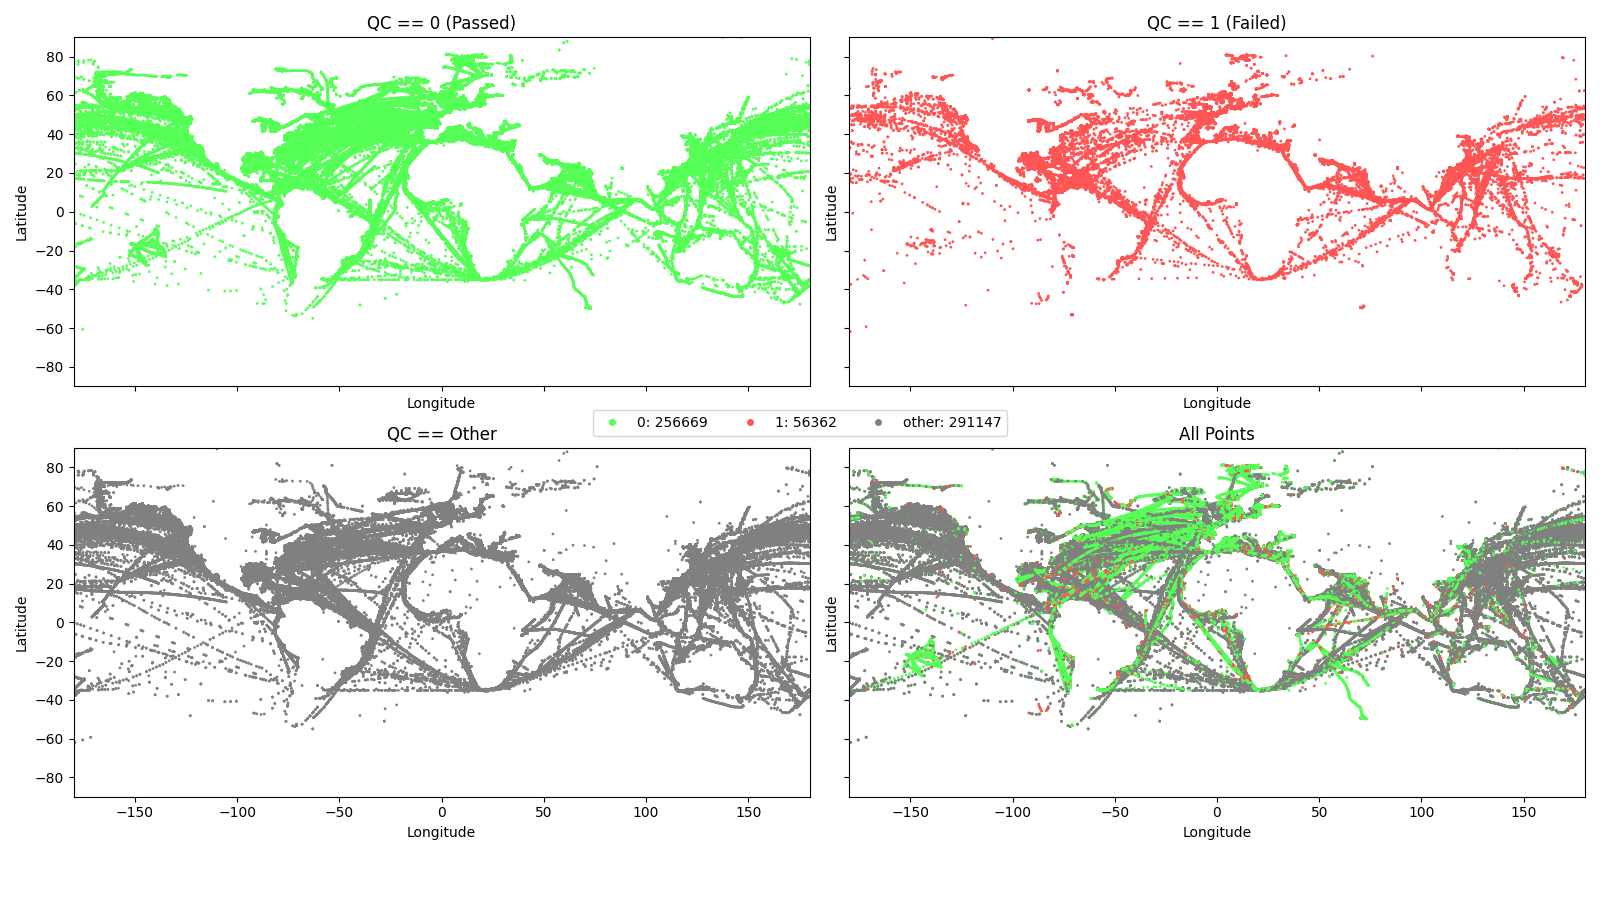 QC == 0 (Passed)
QC == 1 (Failed)
80
60
40
20
0
−20
−40
−60
−80
Latitude
Latitude
Longitude
Longitude
0: 256669 1: 56362 other: 291147
QC == Other
All Points
80
60
40
20
0
−20
−40
−60
−80
Latitude
Latitude
−150 −100 −50 0 50 100 150
−150 −100 −50 0 50 100 150
Longitude
Longitude